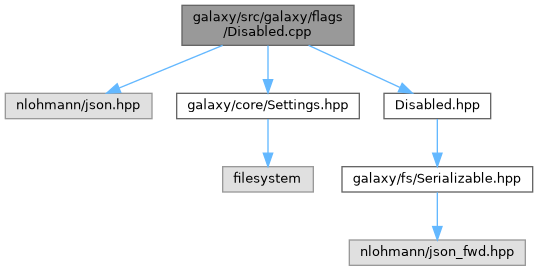 galaxy/src/galaxy/flags
/Disabled.cpp
nlohmann/json.hpp
galaxy/core/Settings.hpp
Disabled.hpp
filesystem
galaxy/fs/Serializable.hpp
nlohmann/json_fwd.hpp